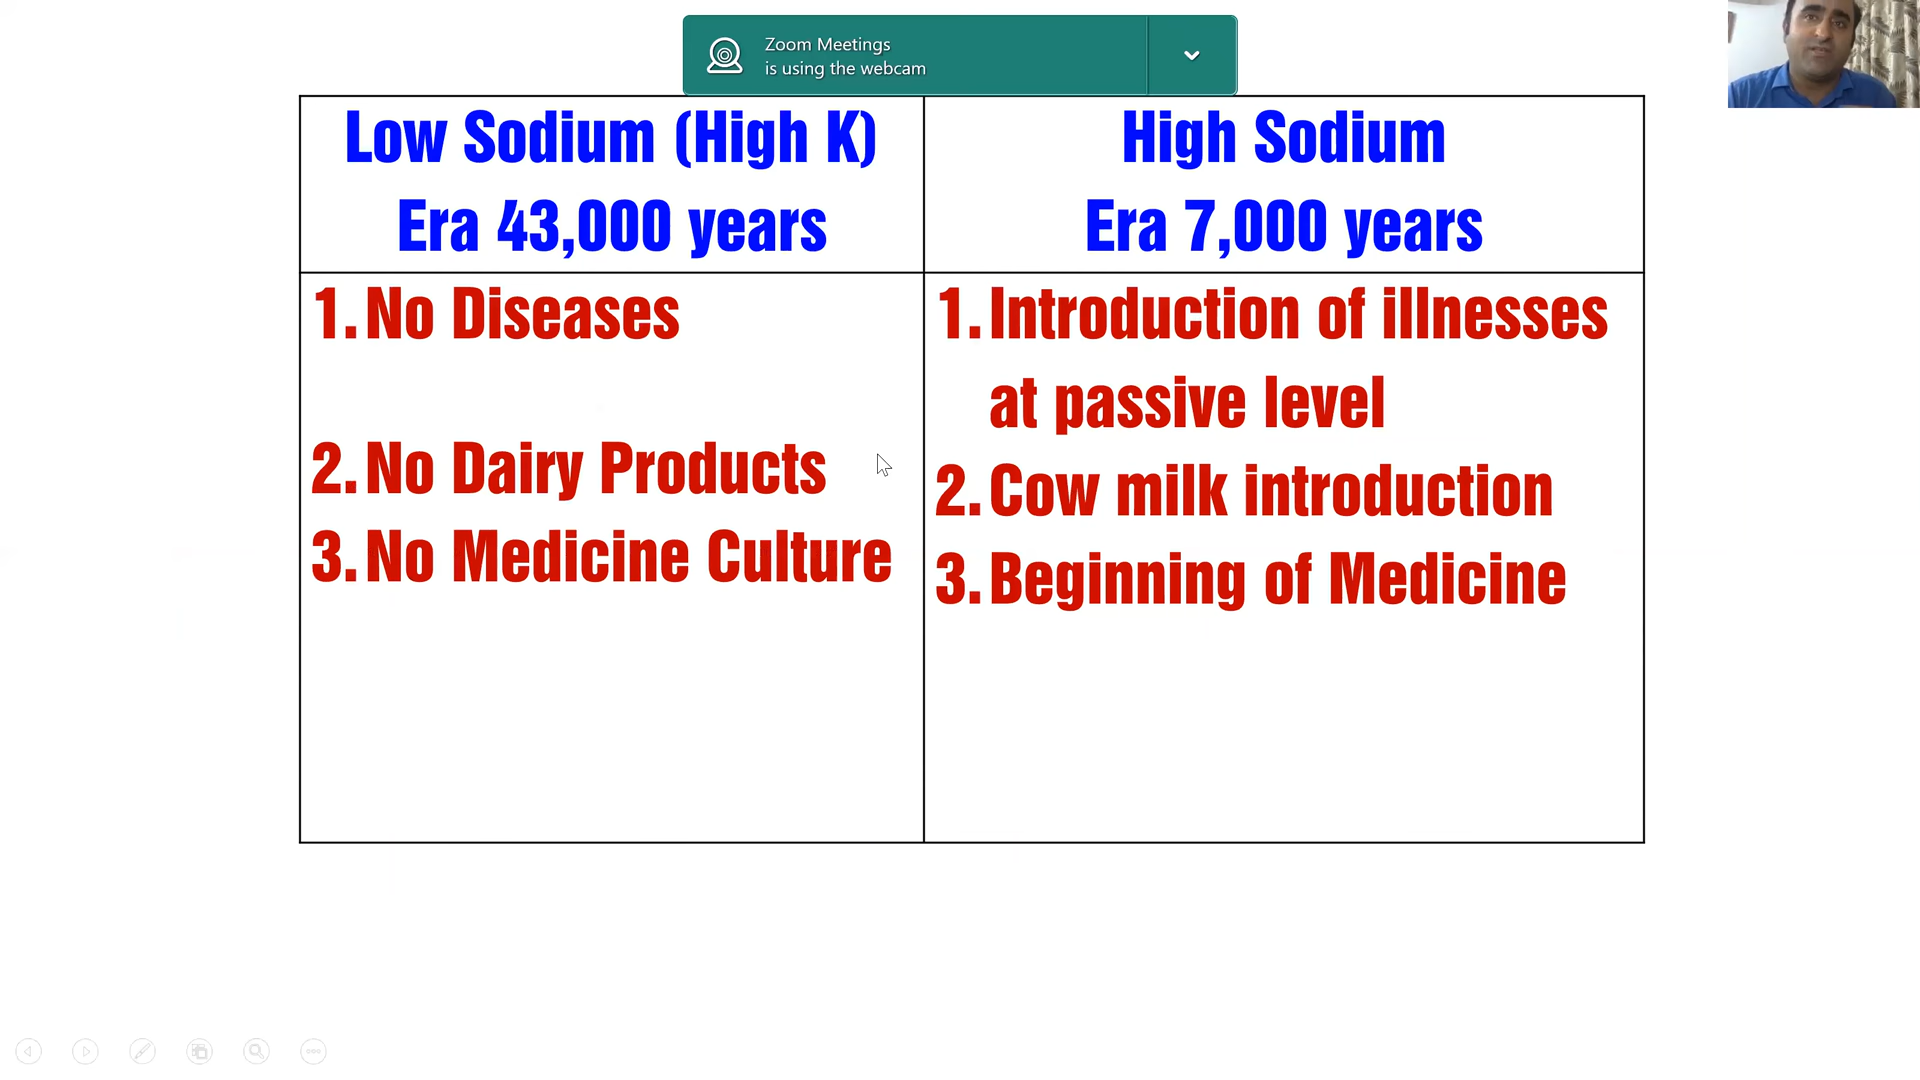 Zoom Meetings
is using the webcam
Low Sodium (High K)
Era 43,000 years
High Sodium
Era 7,000 years
1. No Diseases
2. No Dairy Products
3. No Medicine Culture
1. Introduction of illnesses
at passive level
2. Cow milk introduction
3. Beginning of Medicine